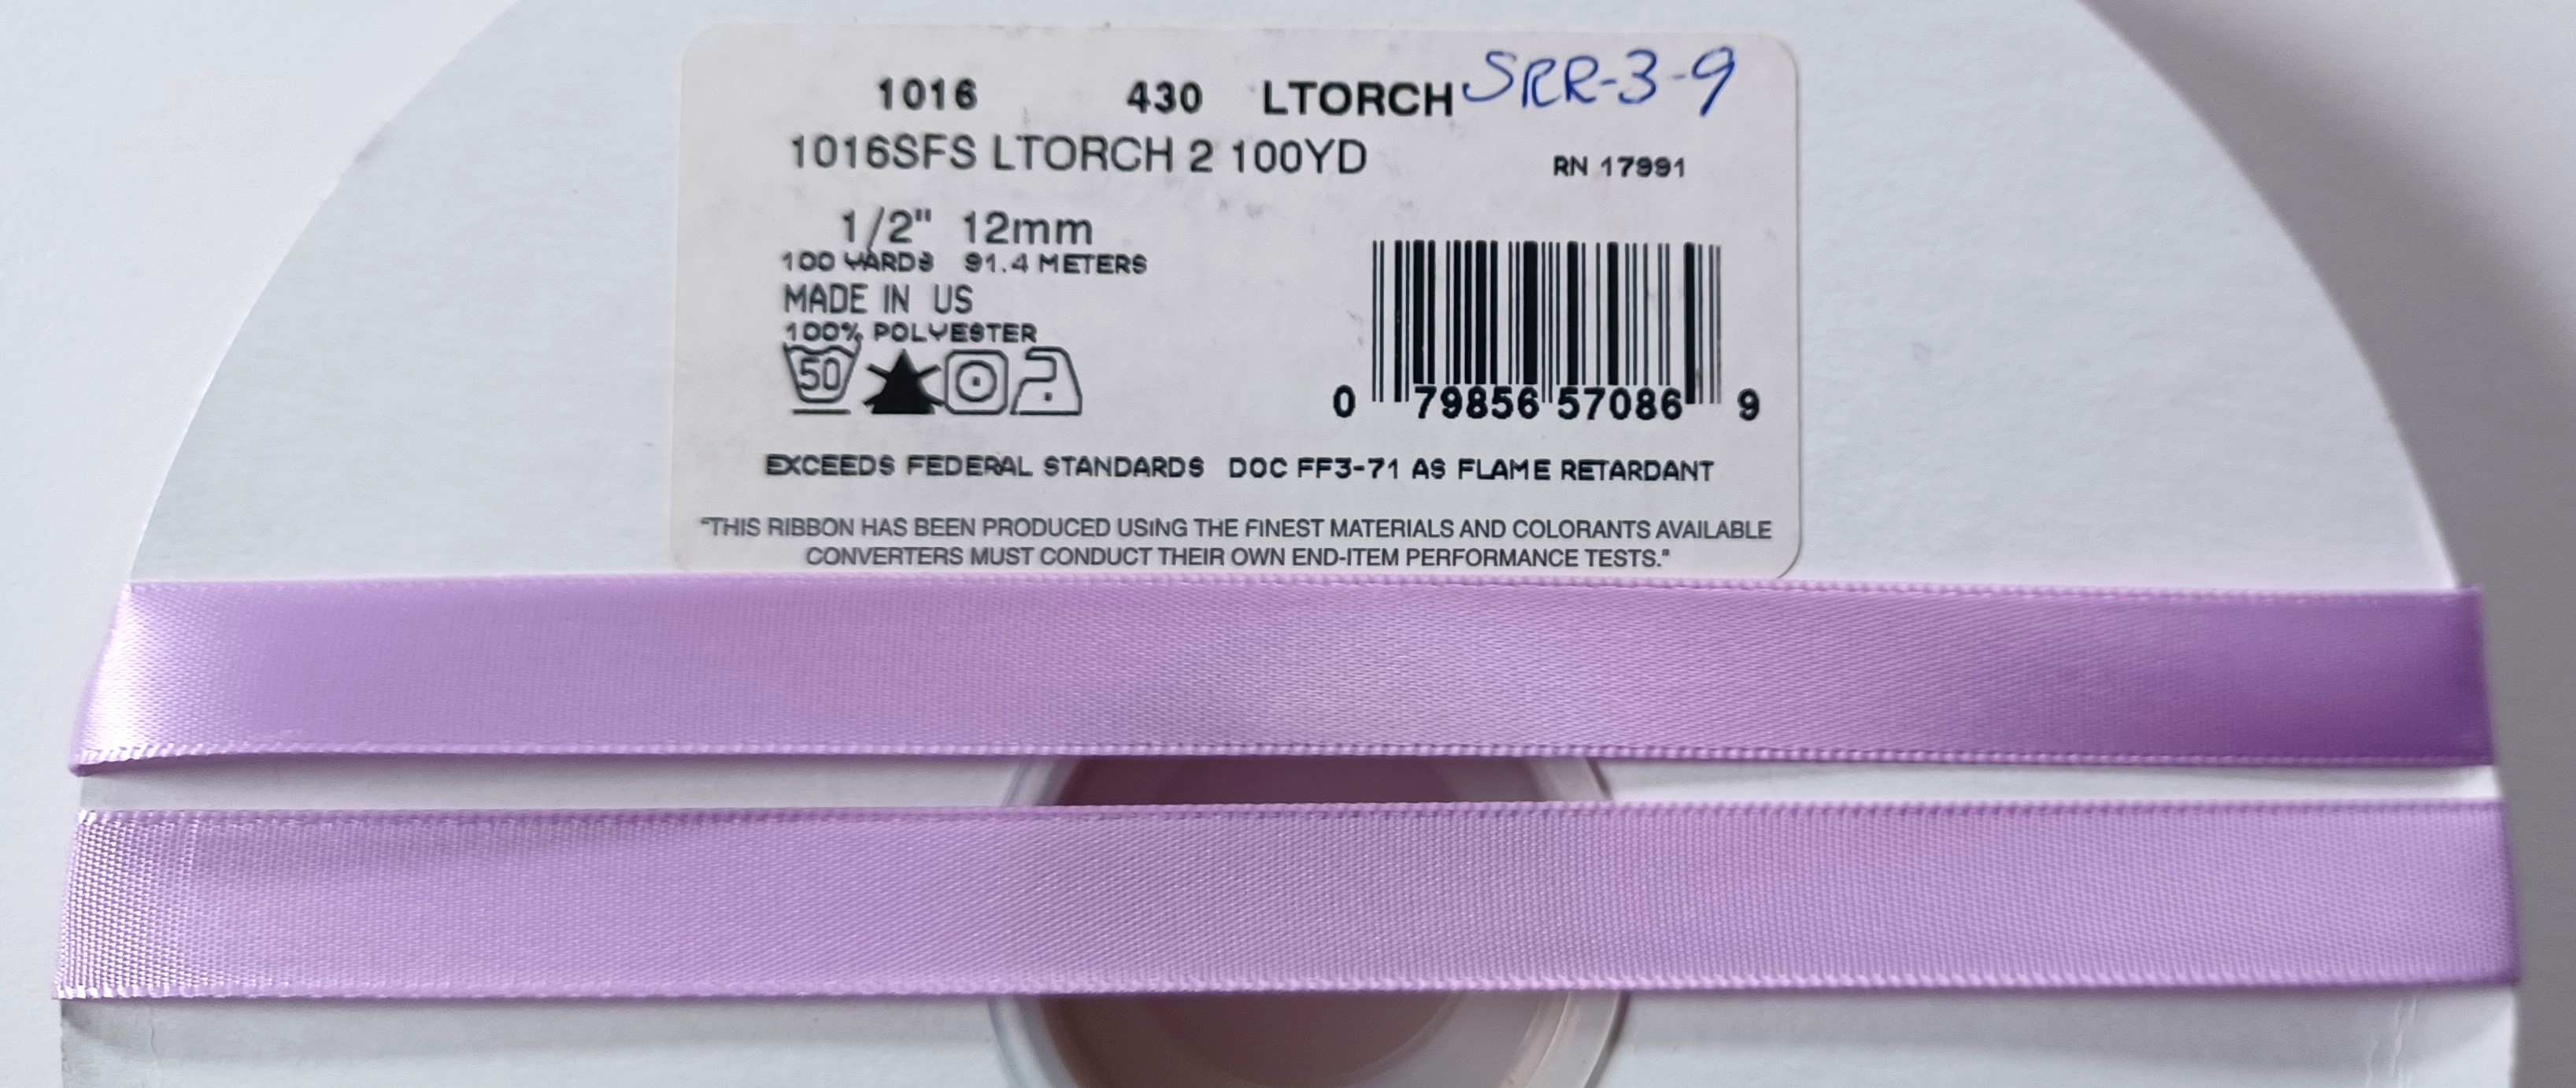 1016 430 LTORCH SRR-3-9
1016SFS LTORCH 2 100YD RN 17991
1/2" 12mm
100 YARDS 91.4 METERS
MADE IN US
100% POLYESTER
50
0 79856 57086 9
EXCEEDS FEDERAL STANDARDS DOC FF3-71 AS FLAME RETARDANT
"THIS RIBBON HAS BEEN PRODUCED USING THE FINEST MATERIALS AND COLORANTS AVAILABLE
CONVERTERS MUST CONDUCT THEIR OWN END-ITEM PERFORMANCE TESTS."